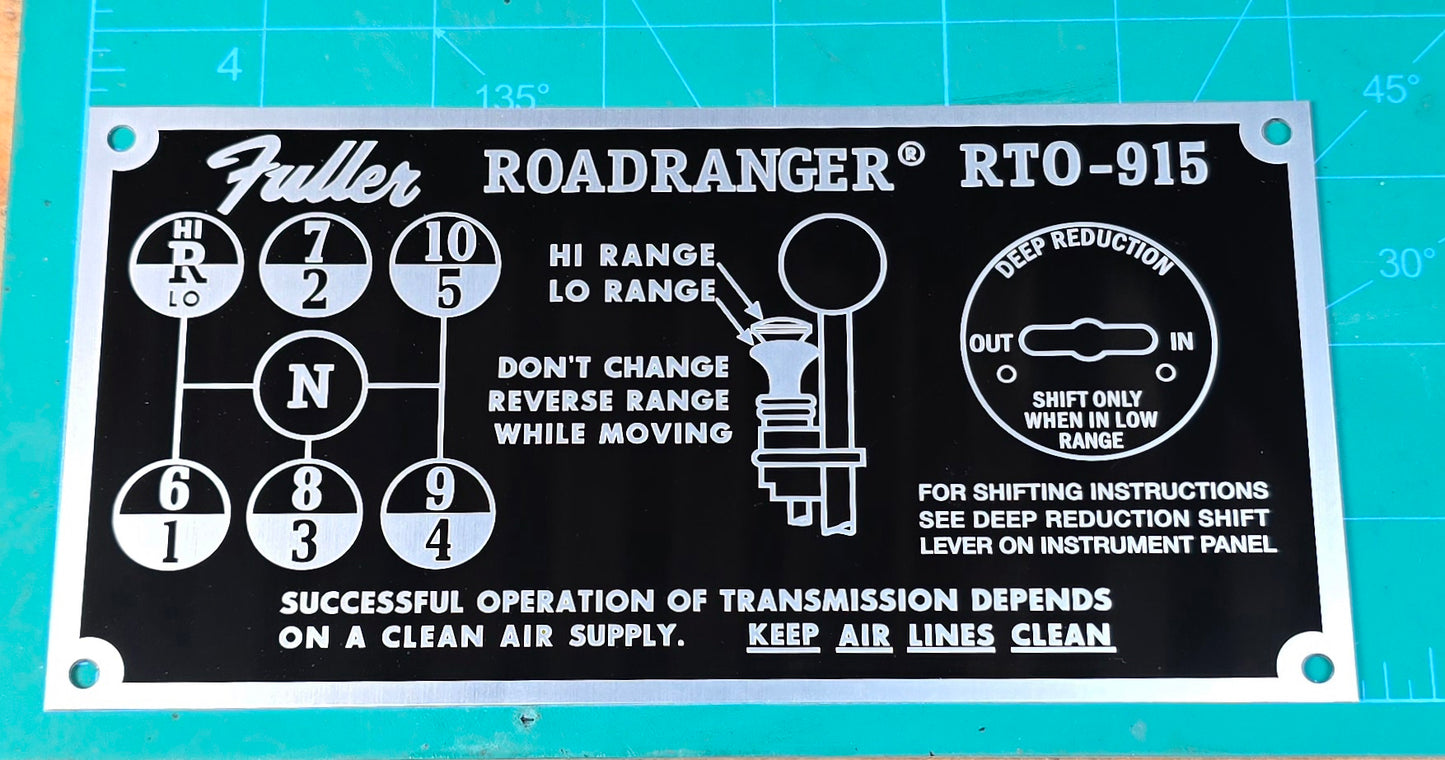 4
135°
45°
30°
Fuller ROADRANGER® RTO-915
HI
R
LO
7
2
10
5
N
6
1
8
3
9
4
HI RANGE
LO RANGE
DON'T CHANGE
REVERSE RANGE
WHILE MOVING
DEEP REDUCTION
OUT IN
SHIFT ONLY
WHEN IN LOW
RANGE
FOR SHIFTING INSTRUCTIONS
SEE DEEP REDUCTION SHIFT
LEVER ON INSTRUMENT PANEL
SUCCESSFUL OPERATION OF TRANSMISSION DEPENDS
ON A CLEAN AIR SUPPLY. KEEP AIR LINES CLEAN